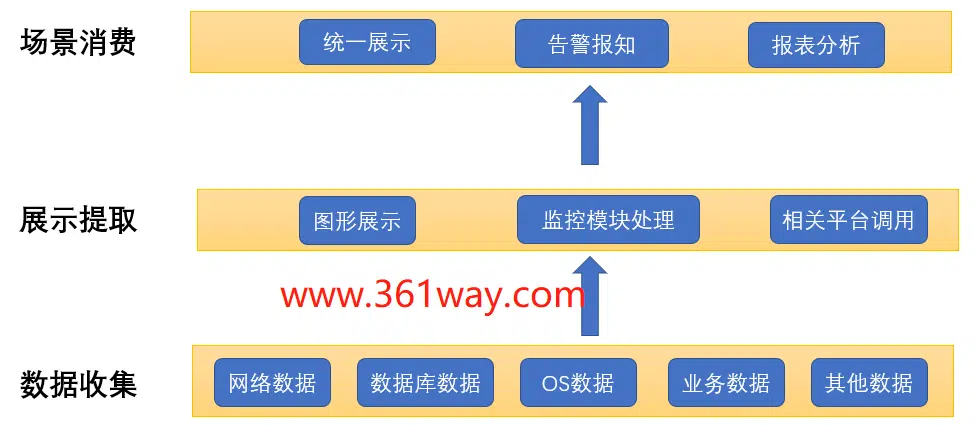 场景消费
统一展示
告警报知
报表分析
展示提取
图形展示
监控模块处理
相关平台调用
www.361way.com
数据收集
网络数据
数据库数据
OS数据
业务数据
其他数据